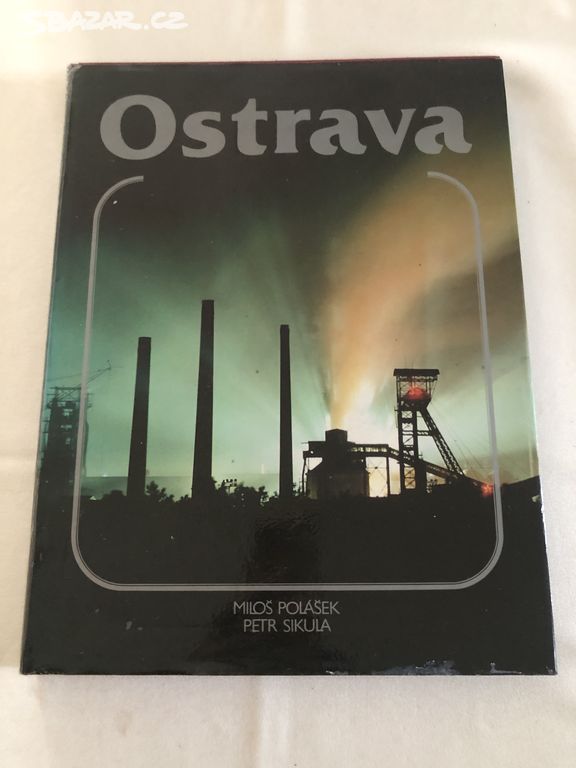 SBAZAR.CZ
Ostrava
MILOŠ POLÁŠEK
PETR SIKULA